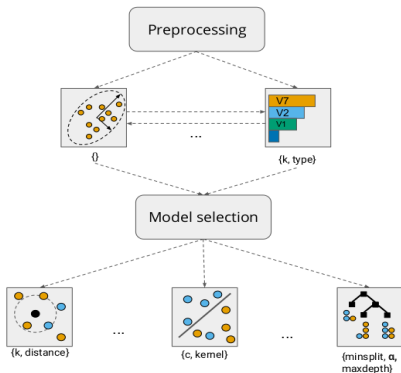 Preprocessing
V7
V2
V1
...
{}
{k, type}
Model selection
...
...
{k, distance}
{c, kernel}
{minsplit, α,
maxdepth}